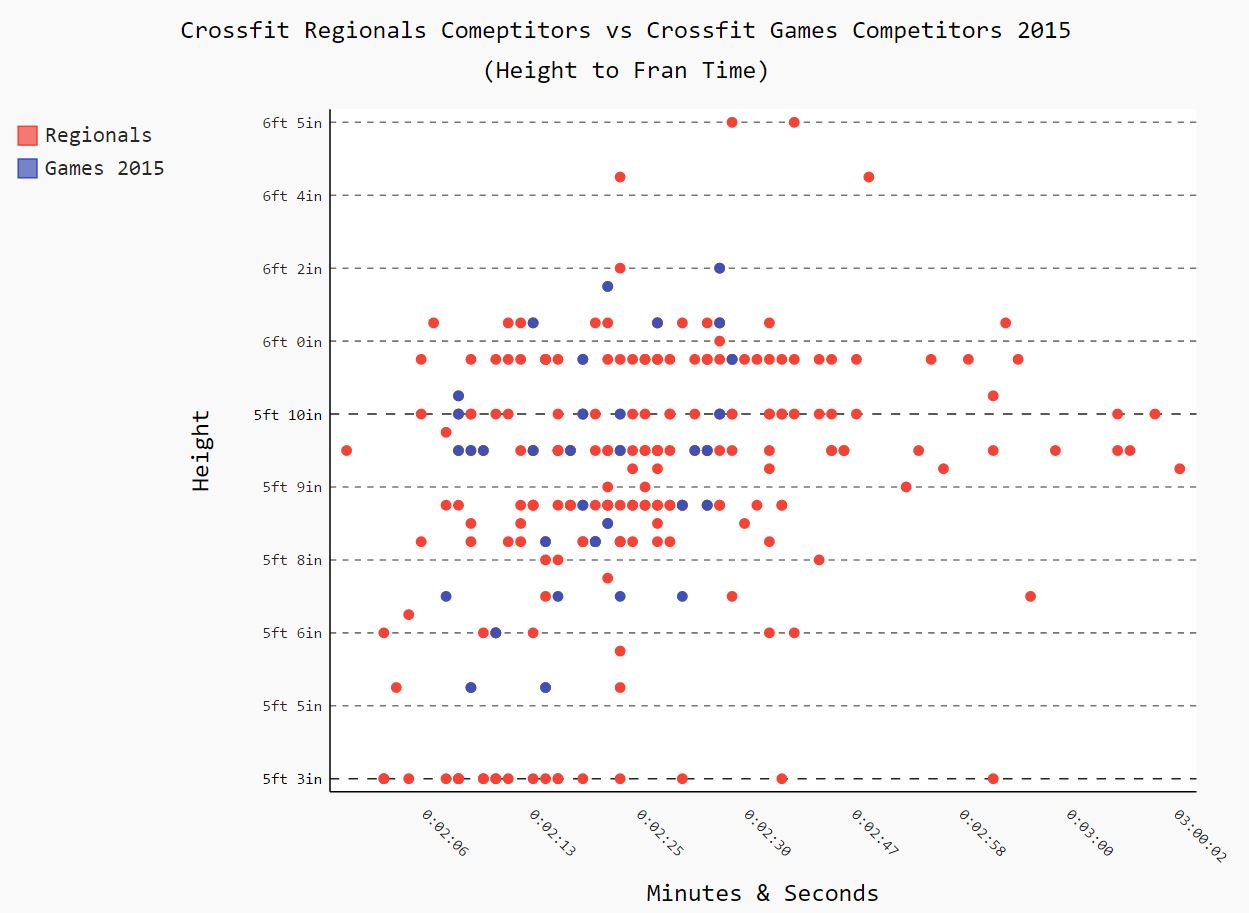 Crossfit Regionals Comeptitors vs Crossfit Games Competitors 2015
(Height to Fran Time)
Regionals
Games 2015
6ft 5in
6ft 4in
6ft 2in
6ft 0in
5ft 10in
5ft 9in
5ft 8in
5ft 6in
5ft 5in
5ft 3in
Height
0:02:06
0:02:13
0:02:25
0:02:30
0:02:47
0:02:58
0:03:00
03:00:02
Minutes & Seconds